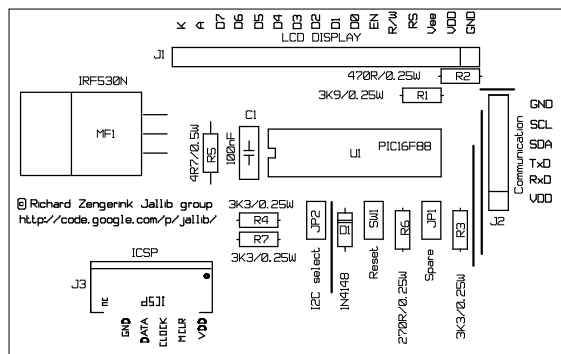 K A D7 D6 D5 D4 D3 D2 D1 D0 EN R/W RS Vee VDD GND
LCD DISPLAY
J1
470R/0.25W
R2
3K9/0.25W
R1
IRF530N
MF1
4R7/0.5W
R5
C1
100nF
U1
PIC16F88
GND
SCL
SDA
TxD
RxD
VDD
Communication
J2
© Richard Zengerink Jallib group
http://code.google.com/p/jallib/
3K3/0.25W
R4
R7
3K3/0.25W
JP2
I2C select
D1
1N4148
SW1
Reset
R6
270R/0.25W
JP1
Spare
R3
3K3/0.25W
ICSP
J3
ICSP
nc
GND
DATA
CLOCK
MCLR
VDD